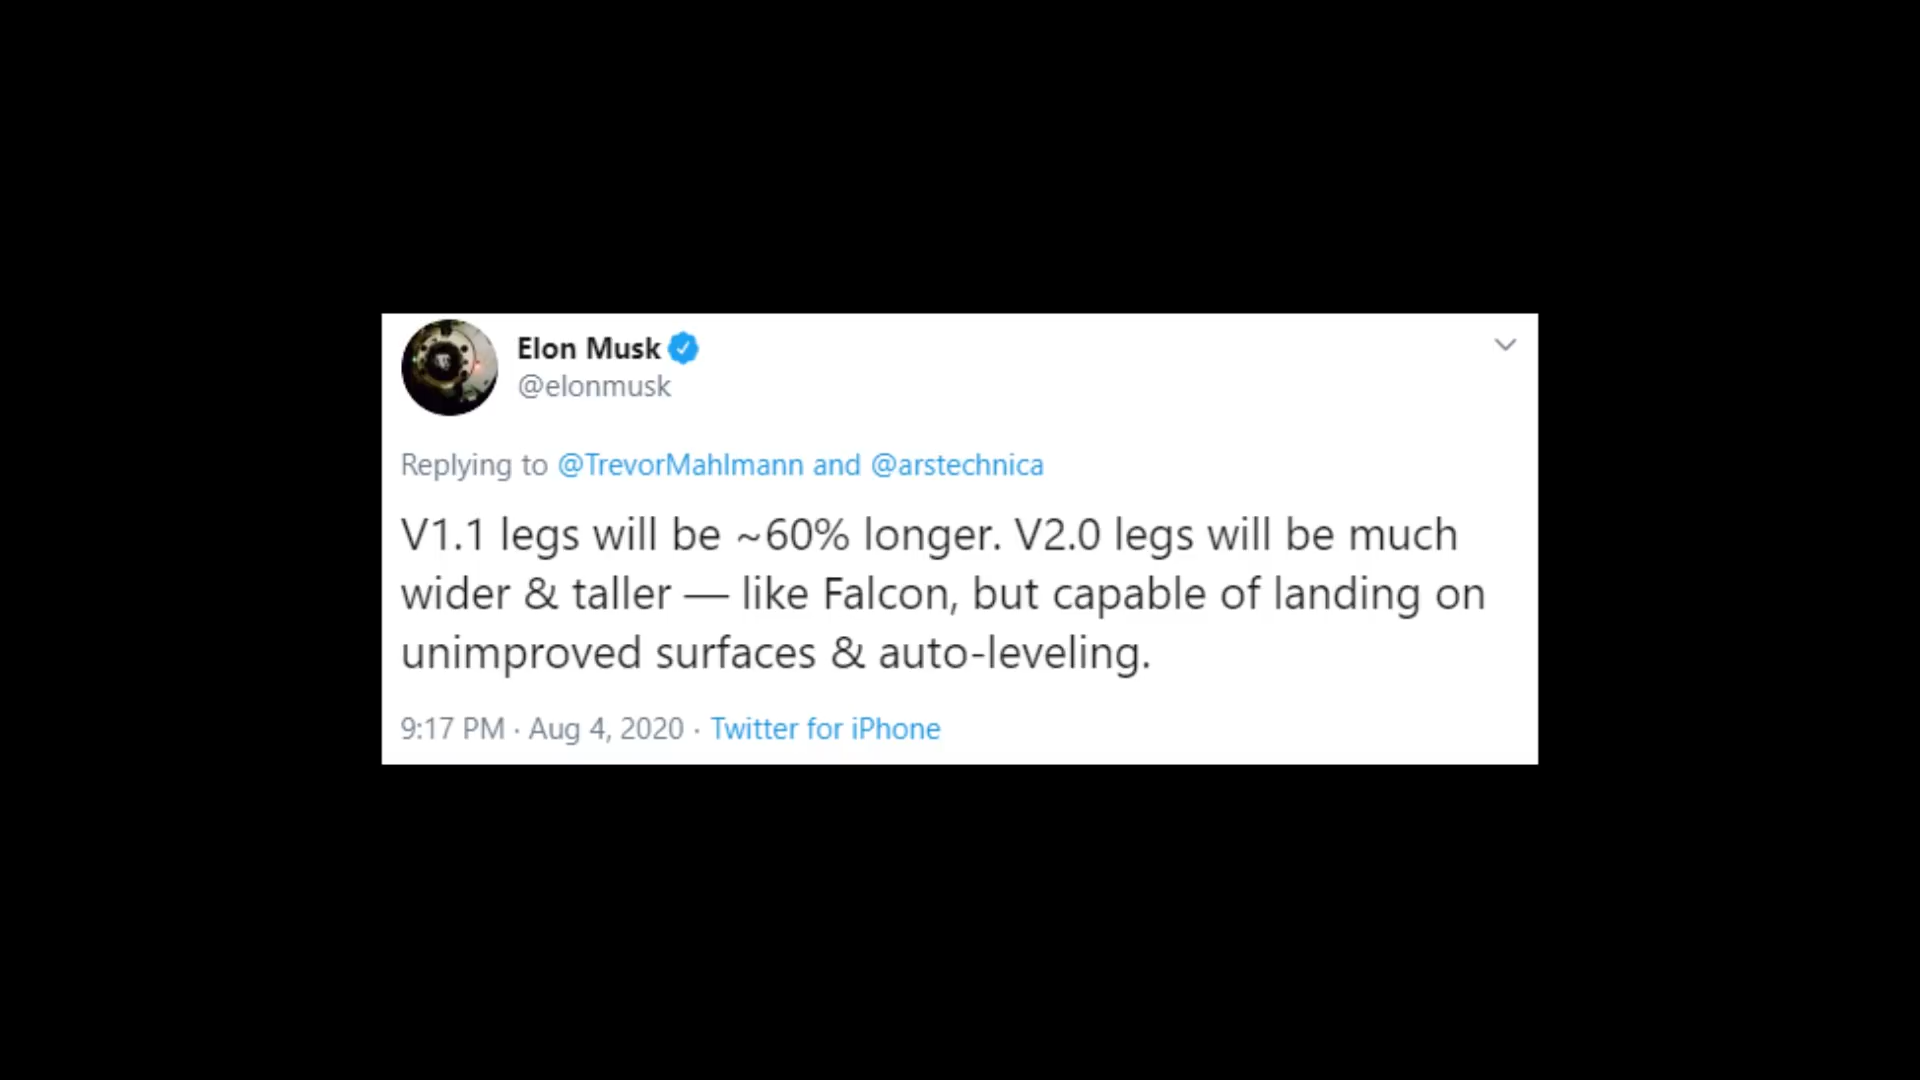 Elon Musk
@elonmusk
Replying to @TrevorMahlmann and @arstechnica
V1.1 legs will be ~60% longer. V2.0 legs will be much
wider & taller — like Falcon, but capable of landing on
unimproved surfaces & auto-leveling.
9:17 PM · Aug 4, 2020 · Twitter for iPhone